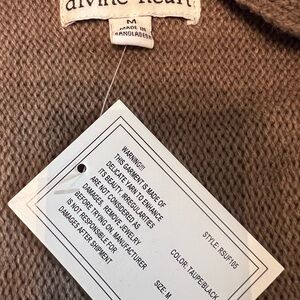 divine heart
M
MADE IN
BANGLADESH
WARNING!!!
THIS GARMENT IS MADE OF
DELICATE YARN TO ENHANCE
ITS BEAUTY. IRREGULARITIES
ARE NOT CONSIDERED AS
DAMAGES. REMOVE JEWELRY
BEFORE TRYING ON. MANUFACTURER
IS NOT RESPONSIBLE FOR
DAMAGES AFTER SHIPMENT
STYLE: RSUF105
COLOR: TAUPE/BLACK
SIZE: M